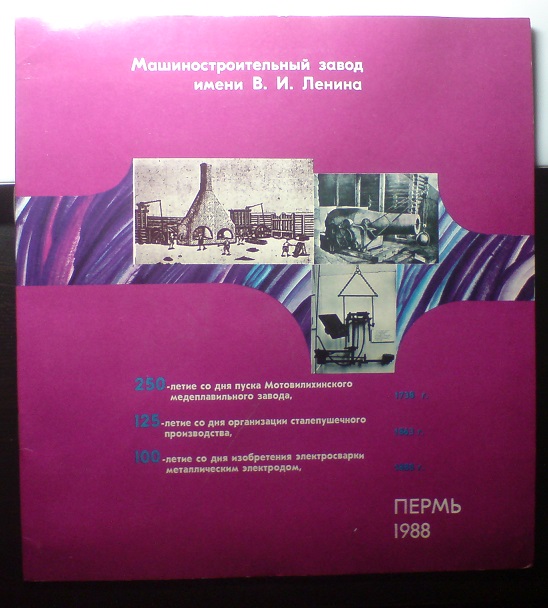 Машиностроительный завод
имени В. И. Ленина
250-летие со дня пуска Мотовилихинского
медеплавильного завода, г.
125-летие со дня организации сталепушечного
производства, г.
100-летие со дня изобретения электросварки
металлическим электродом, г.
ПЕРМЬ
1988